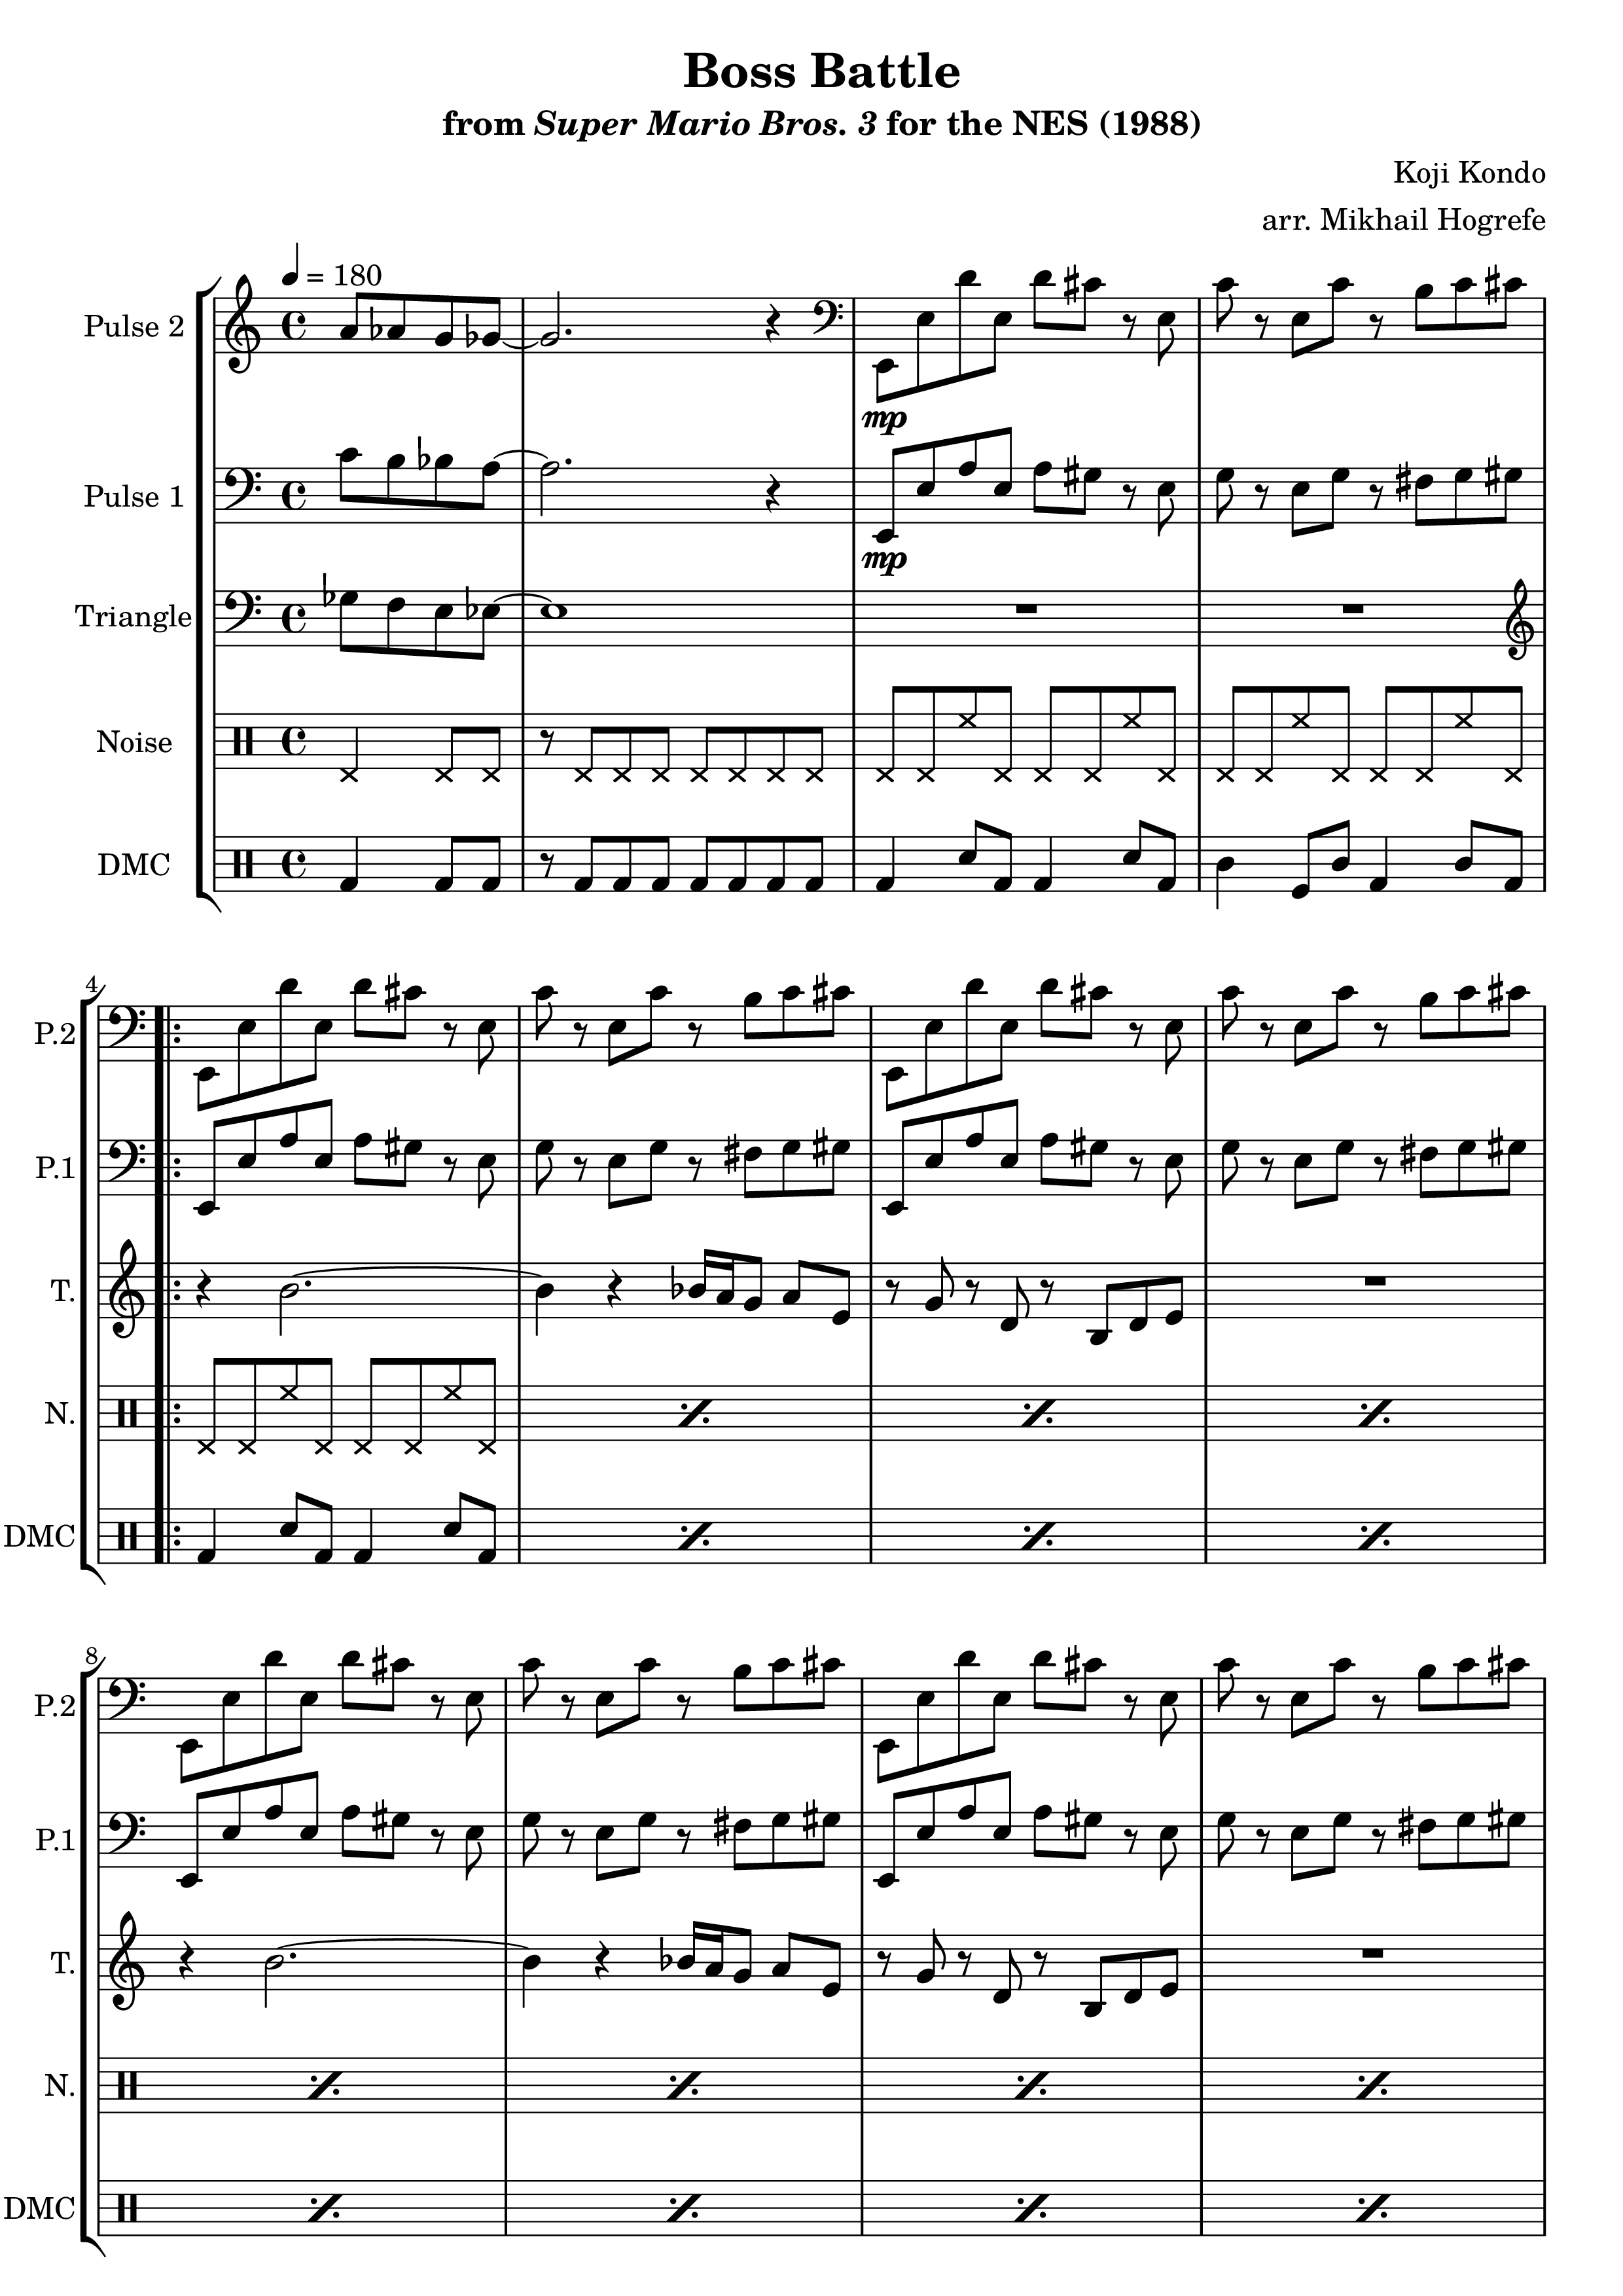 Boss Battle
from Super Mario Bros. 3 for the NES (1988)
Koji Kondo
arr. Mikhail Hogrefe
= 180
Pulse 2
mp
Pulse 1
mp
Triangle
Noise
DMC
4
P.2
P.1
T.
N.
DMC
8
P.2
P.1
T.
N.
DMC